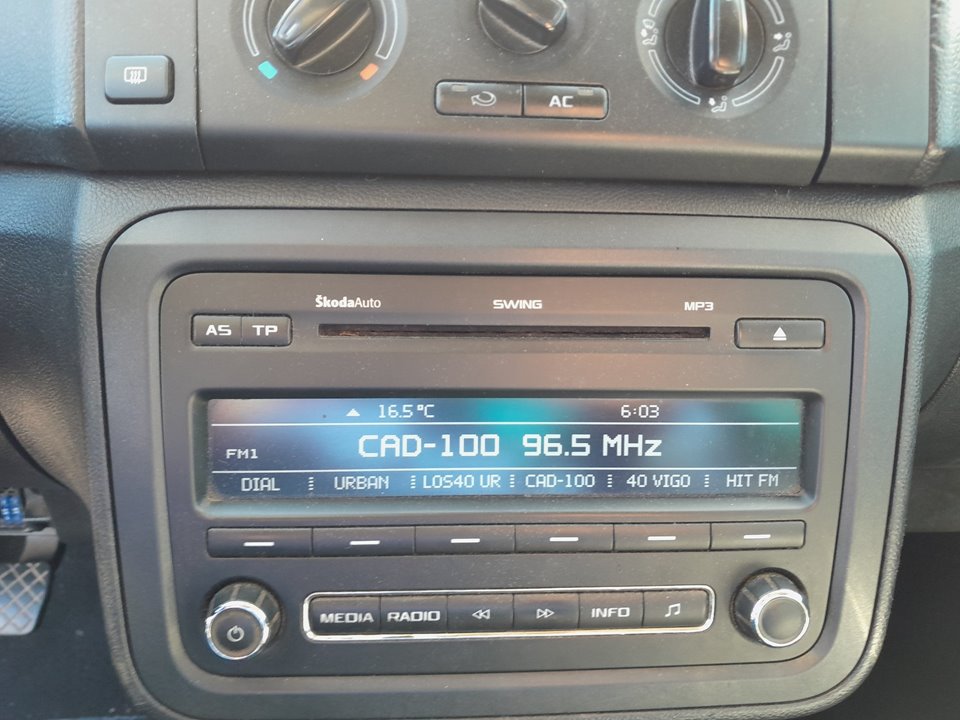 AC
ŠkodaAuto SWING MP3
AS TP
16.5°C 6:03
FM1 CAD-100 96.5 MHz
DIAL URBAN LOS40 UR CAD-100 40 VIGO HIT FM
MEDIA RADIO INFO